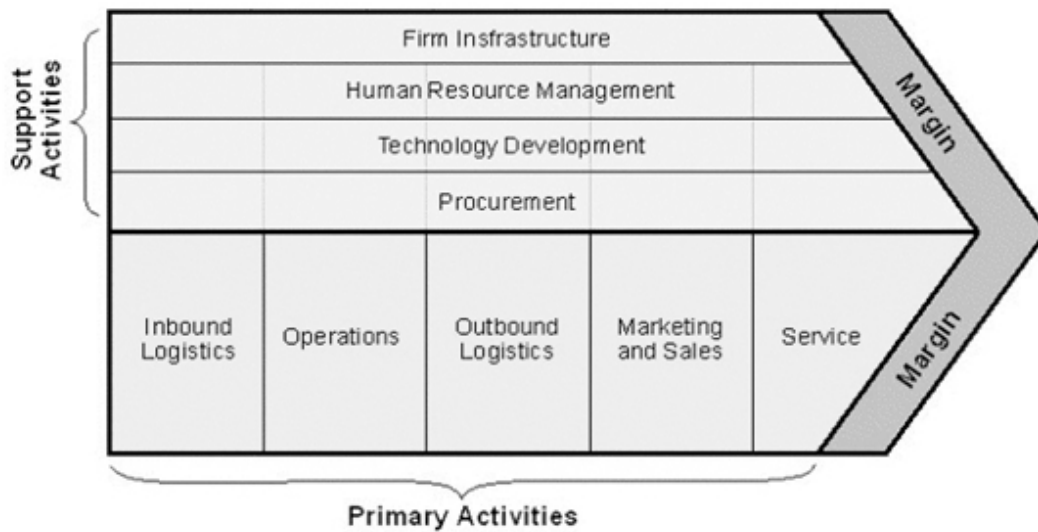 Support
Activities
Firm Insfrastructure
Human Resource Management
Technology Development
Procurement
Margin
Inbound
Logistics
Operations
Outbound
Logistics
Marketing
and Sales
Service
Margin
Primary Activities